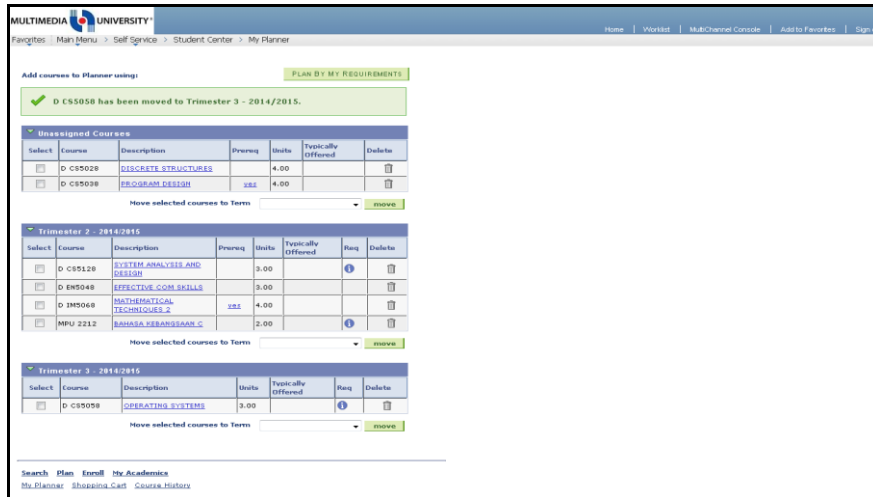 MULTIMEDIA UNIVERSITY
Home | Worklist | MultiChannel Console | Add to Favorites | Sign
Favorites | Main Menu > Self Service > Student Center > My Planner
Add courses to Planner using: PLAN BY MY REQUIREMENTS
D CS5058 has been moved to Trimester 3 - 2014/2015.
Unassigned Courses
Select Course Description Prereq Units Typically Offered Delete
D CS5028 DISCRETE STRUCTURES 4.00
D CS5038 PROGRAM DESIGN yes 4.00
Move selected courses to Term move
Trimester 2 - 2014/2015
Select Course Description Prereq Units Typically Offered Req Delete
D CS5128 SYSTEM ANALYSIS AND DESIGN 3.00
D EN5048 EFFECTIVE COM SKILLS 3.00
D IM5068 MATHEMATICAL TECHNIQUES 2 yes 4.00
MPU 2212 BAHASA KEBANGSAAN C 2.00
Move selected courses to Term move
Trimester 3 - 2014/2015
Select Course Description Units Typically Offered Req Delete
D CS5058 OPERATING SYSTEMS 3.00
Move selected courses to Term move
Search Plan Enroll My Academics
My Planner Shopping Cart Course History